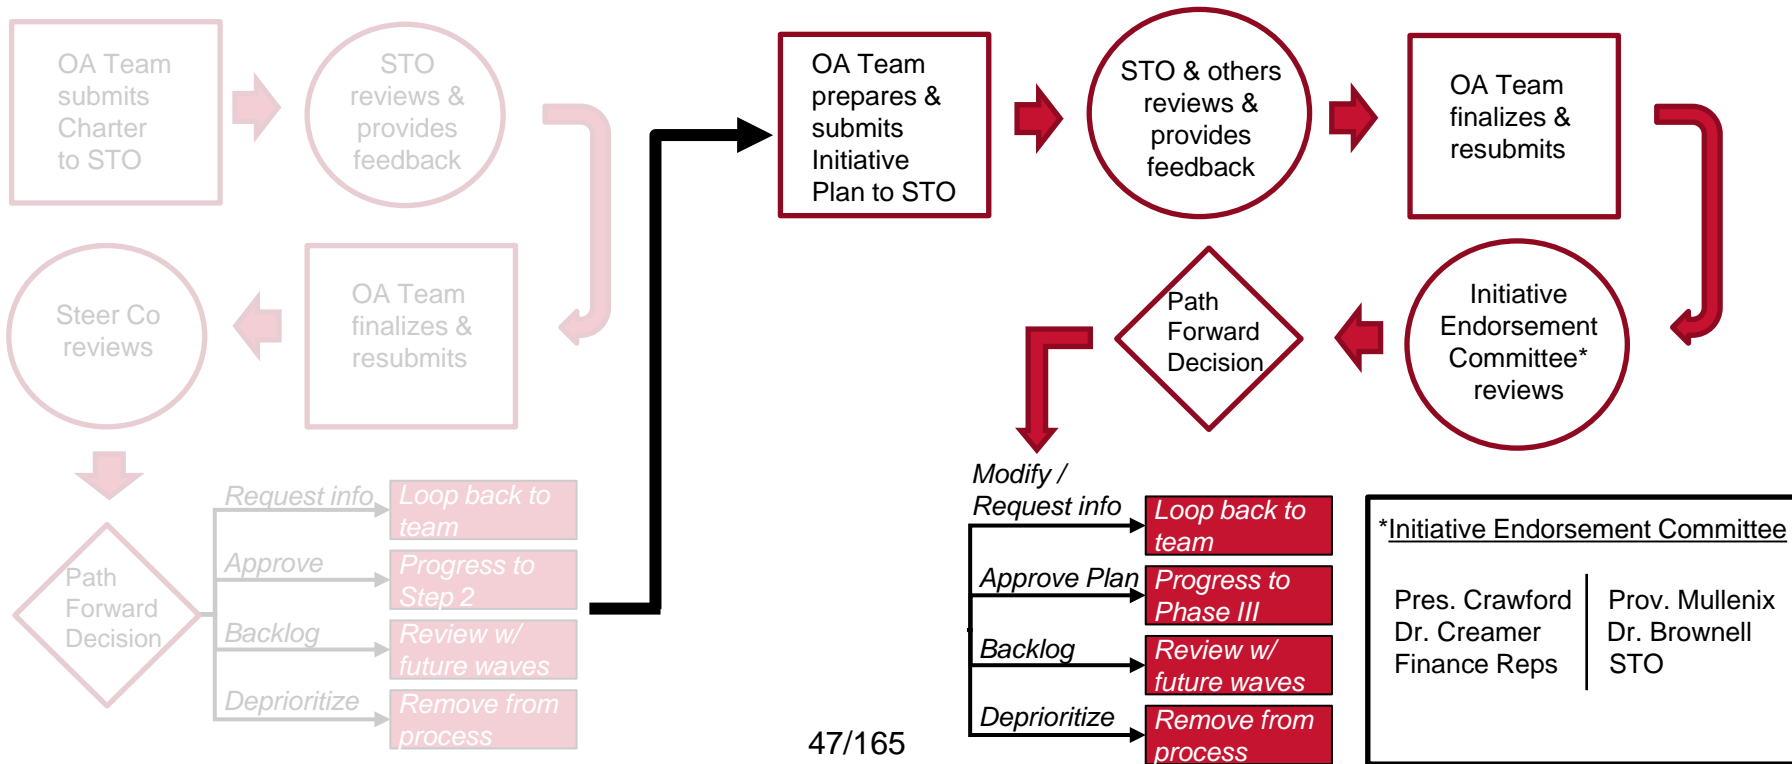 OA Team
submits
Charter
to STO
STO
reviews &
provides
feedback
OA Team
finalizes &
resubmits
Steer Co
reviews
Path
Forward
Decision
Request info
Loop back to
team
Approve
Progress to
Step 2
Backlog
Review w/
future waves
Deprioritize
Remove from
process
OA Team
prepares &
submits
Initiative
Plan to STO
STO & others
reviews &
provides
feedback
OA Team
finalizes &
resubmits
Initiative
Endorsement
Committee*
reviews
Path
Forward
Decision
Modify /
Request info
Loop back to
team
Approve Plan
Progress to
Phase III
Backlog
Review w/
future waves
Deprioritize
Remove from
process
*Initiative Endorsement Committee
Pres. Crawford
Dr. Creamer
Finance Reps
Prov. Mullenix
Dr. Brownell
STO
47/165